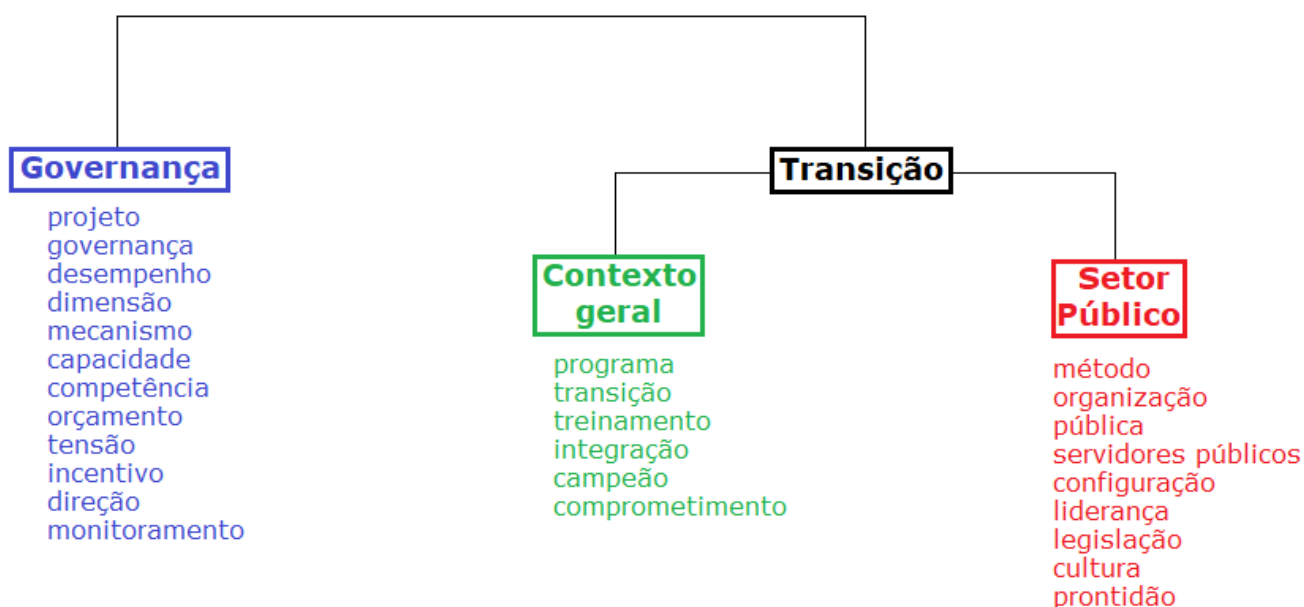 Governança
projeto
governança
desempenho
dimensão
mecanismo
capacidade
competência
orçamento
tensão
incentivo
direção
monitoramento
Transição
Contexto
geral
programa
transição
treinamento
integração
campeão
comprometimento
Setor
Público
método
organização
pública
servidores públicos
configuração
liderança
legislação
cultura
prontidão